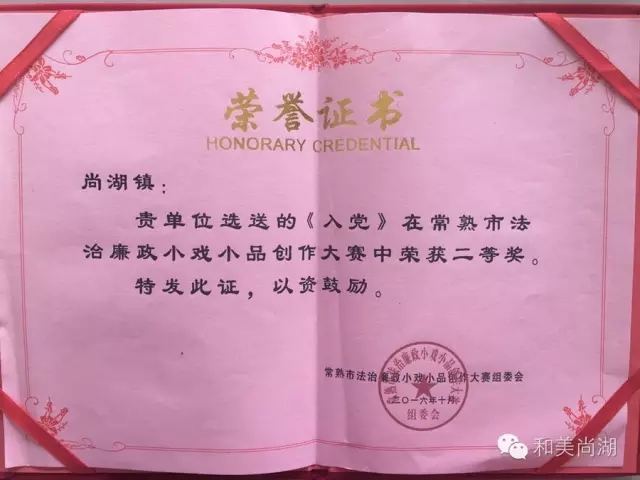 荣誉证书
HONORARY CREDENTIAL
尚湖镇：
贵单位选送的《入党》在常熟市法
治廉政小戏小品创作大赛中荣获二等奖。
特发此证，以资鼓励。
常熟市法治廉政小戏小品创作大赛组委会
二〇一六年十月
组委会
和美尚湖